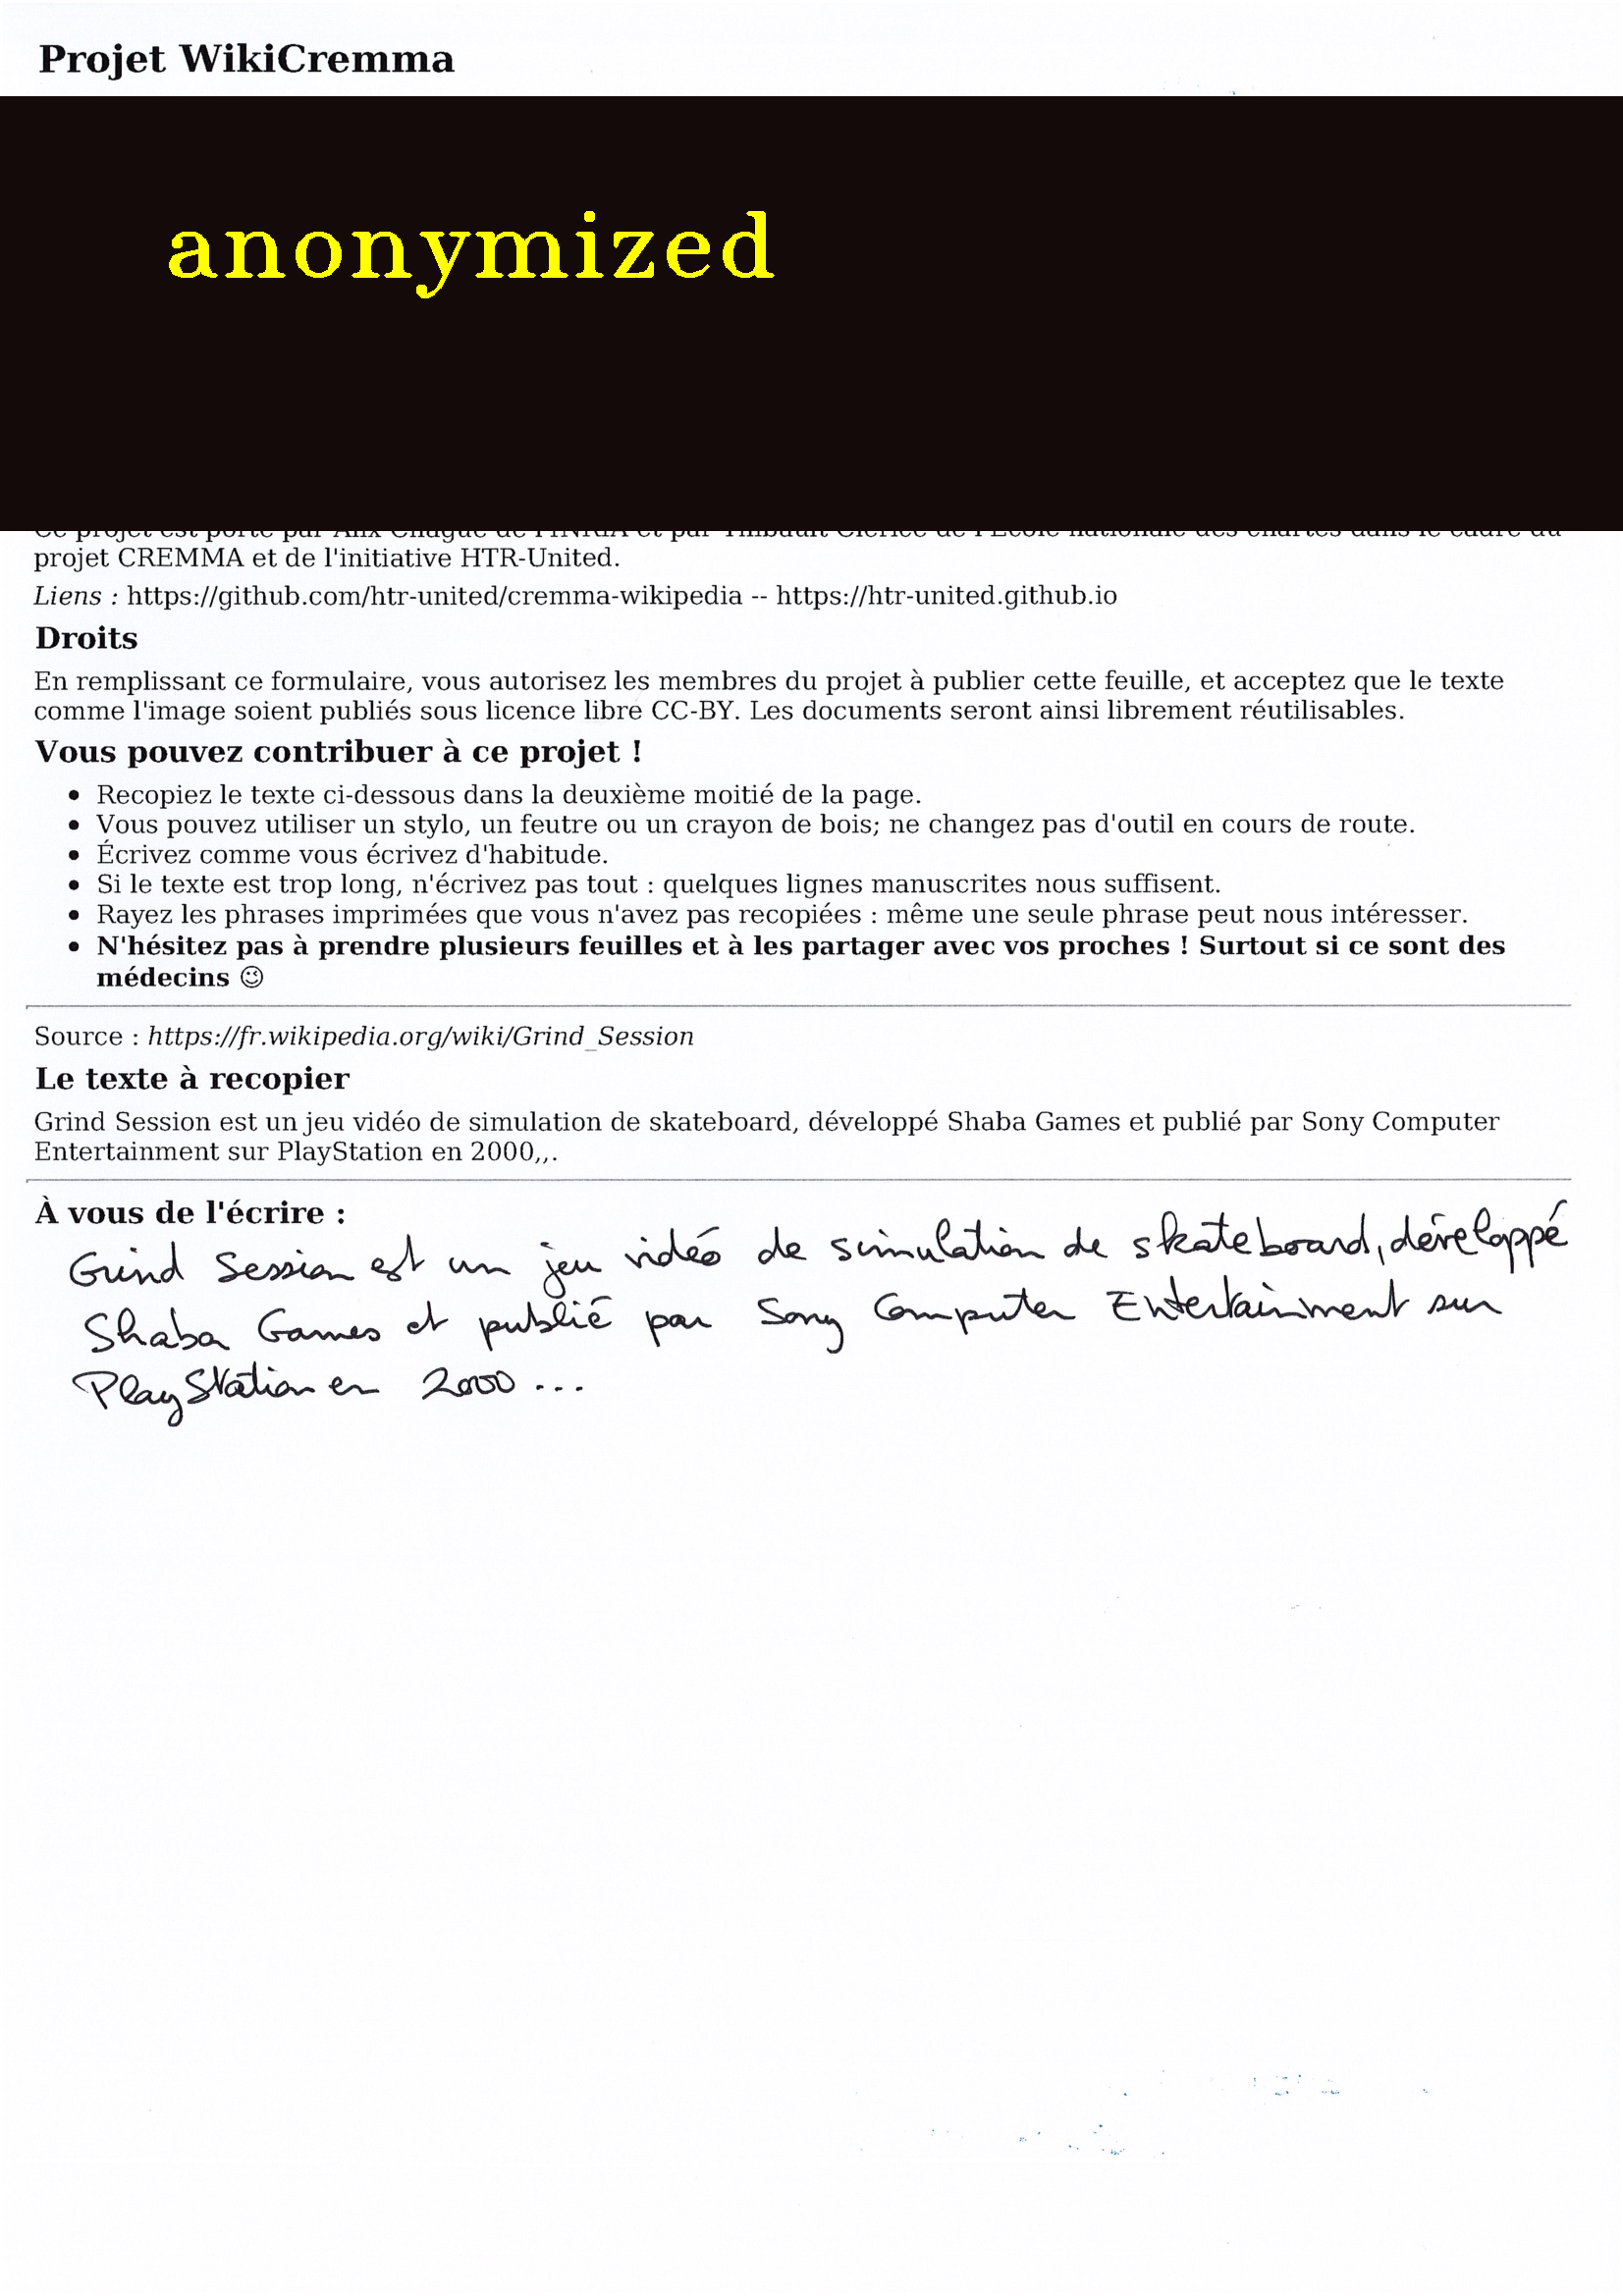 Projet WikiCremma
anonymized
projet CREMMA et de l'initiative HTR-United.
Liens : https://github.com/htr-united/cremma-wikipedia -- https://htr-united.github.io
Droits
En remplissant ce formulaire, vous autorisez les membres du projet à publier cette feuille, et acceptez que le texte
comme l'image soient publiés sous licence libre CC-BY. Les documents seront ainsi librement réutilisables.
Vous pouvez contribuer à ce projet !
• Recopiez le texte ci-dessous dans la deuxième moitié de la page.
• Vous pouvez utiliser un stylo, un feutre ou un crayon de bois; ne changez pas d'outil en cours de route.
• Écrivez comme vous écrivez d'habitude.
• Si le texte est trop long, n'écrivez pas tout : quelques lignes manuscrites nous suffisent.
• Rayez les phrases imprimées que vous n'avez pas recopiées : même une seule phrase peut nous intéresser.
• N'hésitez pas à prendre plusieurs feuilles et à les partager avec vos proches ! Surtout si ce sont des
médecins 😉
Source : https://fr.wikipedia.org/wiki/Grind_Session
Le texte à recopier
Grind Session est un jeu vidéo de simulation de skateboard, développé Shaba Games et publié par Sony Computer
Entertainment sur PlayStation en 2000,,.
À vous de l'écrire :
Grind Session est un jeu vidéo de simulation de skateboard, développé
Shaba Games et publié par Sony Computer Entertainment sur
PlayStation en 2000...